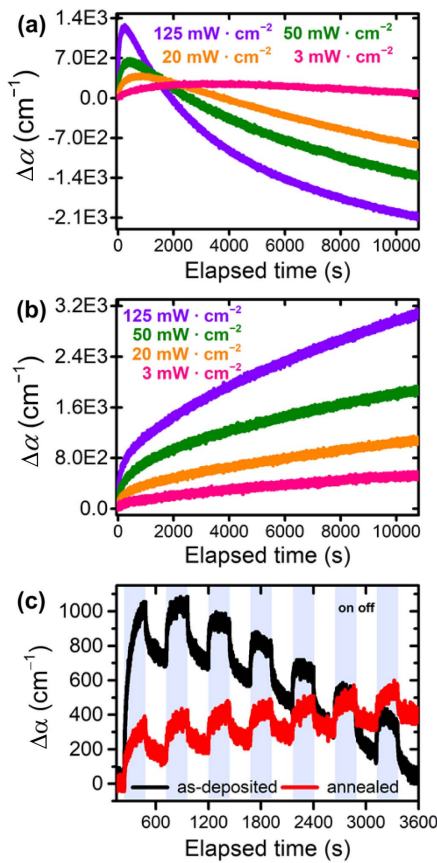 (a)
1.4E3
7.0E2
0.0
-7.0E2
-1.4E3
-2.1E3
Δα (cm⁻¹)
125 mW · cm⁻² 50 mW · cm⁻²
20 mW · cm⁻² 3 mW · cm⁻²
0 2000 4000 6000 8000 10000
Elapsed time (s)
(b)
3.2E3
2.4E3
1.6E3
8.0E2
0.0
Δα (cm⁻¹)
125 mW · cm⁻²
50 mW · cm⁻²
20 mW · cm⁻²
3 mW · cm⁻²
0 2000 4000 6000 8000 10000
Elapsed time (s)
(c)
1000
800
600
400
200
0
Δα (cm⁻¹)
on off
as-deposited annealed
600 1200 1800 2400 3000 3600
Elapsed time (s)